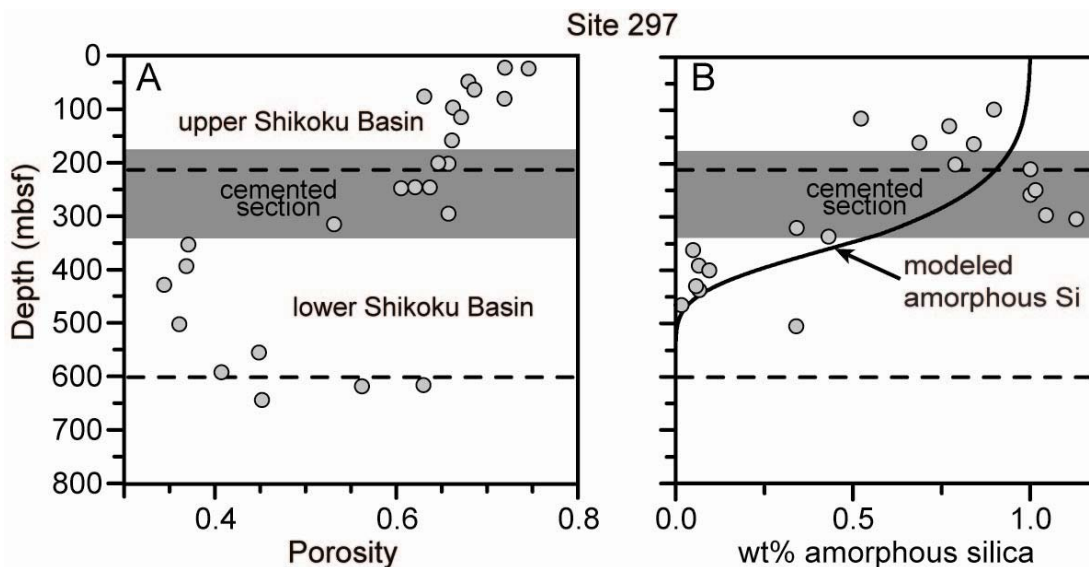 Site 297
A
upper Shikoku Basin
cemented
section
lower Shikoku Basin
0
100
200
300
400
500
600
700
800
Depth (mbsf)
0.4
0.6
0.8
Porosity
B
cemented
section
modeled
amorphous Si
0.0
0.5
1.0
wt% amorphous silica